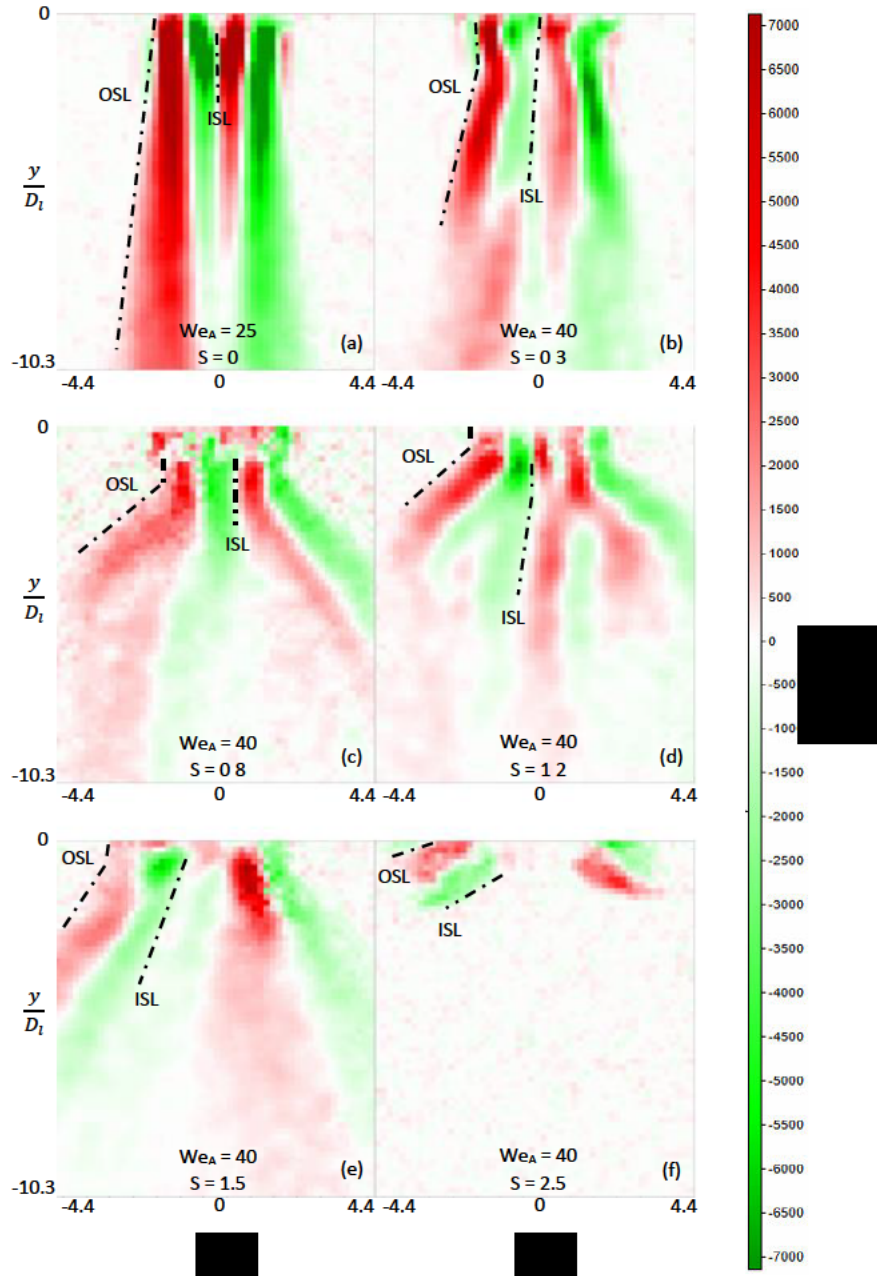 0
OSL
ISL
y
D_l
We_A = 25
S = 0
(a)
-10.3
-4.4 0 4.4
OSL
ISL
We_A = 40
S = 0 3
(b)
-4.4 0 4.4
0
OSL
ISL
y
D_l
We_A = 40
S = 0 8
(c)
-10.3
-4.4 0 4.4
OSL
ISL
We_A = 40
S = 1 2
(d)
-4.4 0 4.4
0
OSL
ISL
y
D_l
We_A = 40
S = 1.5
(e)
-10.3
-4.4 0 4.4
OSL
ISL
We_A = 40
S = 2.5
(f)
-4.4 0 4.4
7000
6500
6000
5500
5000
4500
4000
3500
3000
2500
2000
1500
1000
500
0
-500
-1000
-1500
-2000
-2500
-3000
-3500
-4000
-4500
-5000
-5500
-6000
-6500
-7000